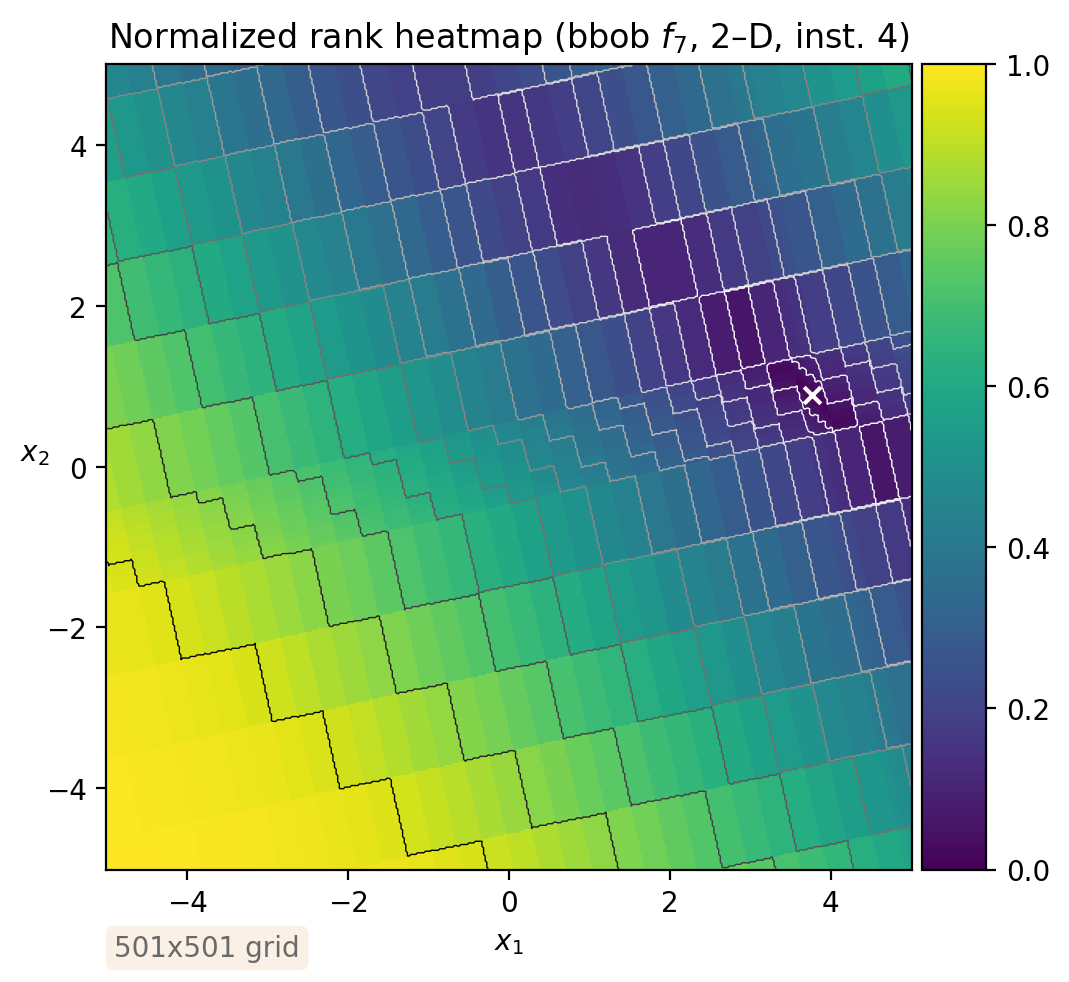 Normalized rank heatmap (bbob f₇, 2–D, inst. 4)
1.0
0.8
0.6
0.4
0.2
0.0
4
2
0
−2
−4
x₂
−4 −2 0 2 4
x₁
501x501 grid